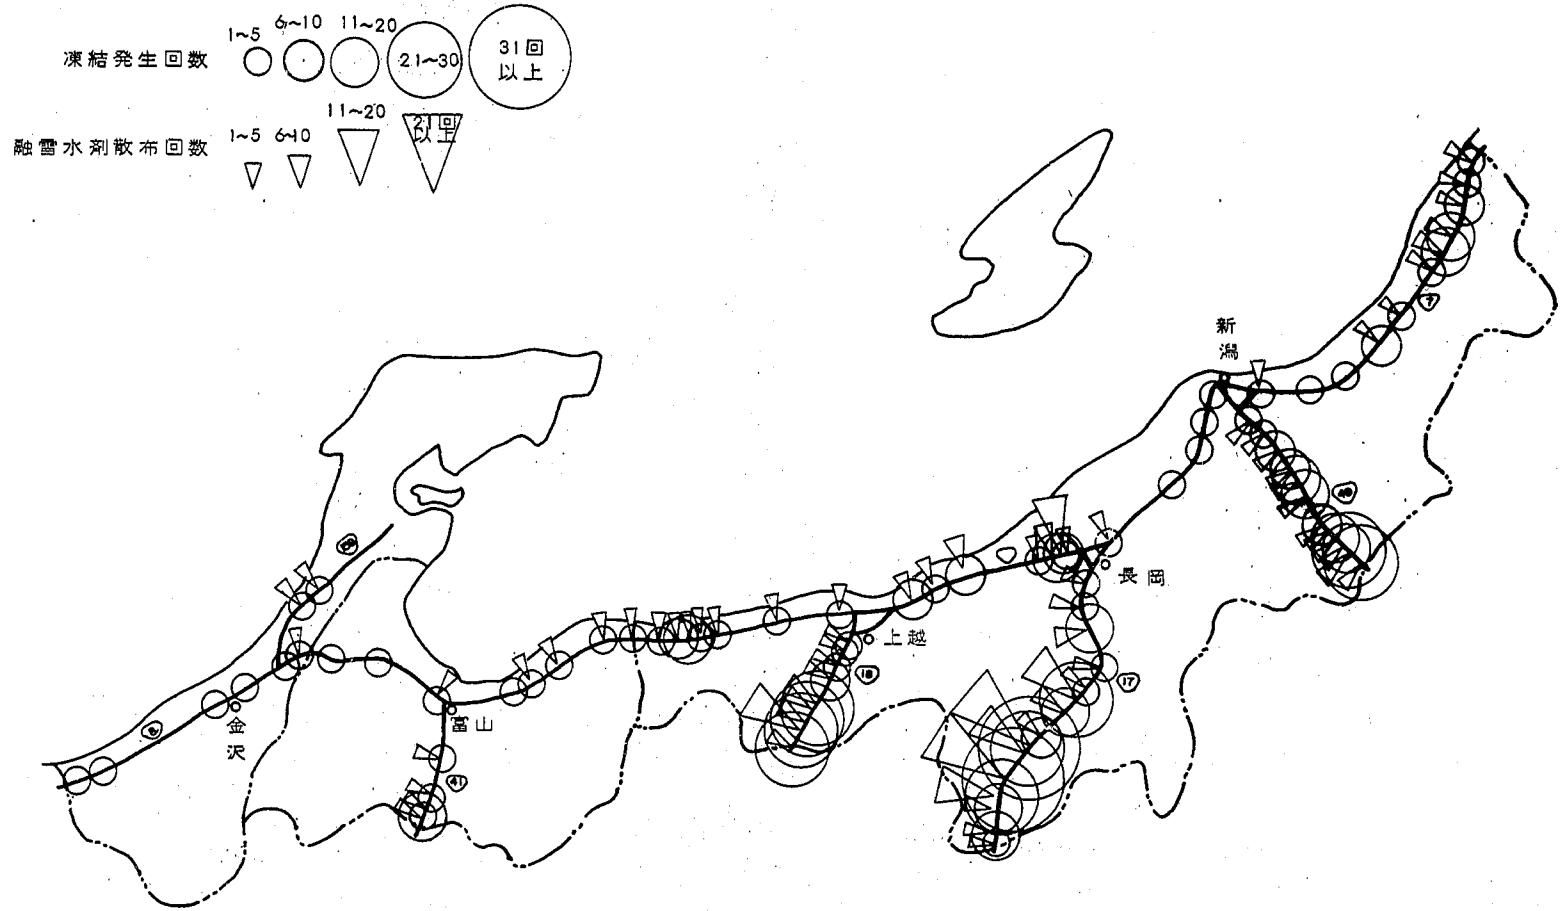 凍結発生回数
1~5
6~10
11~20
21~30
31回
以上
融雪水剤散布回数
1~5
6~10
11~20
21回
以上
新
潟
7
49
長岡
17
上越
18
富山
41
金
沢
8